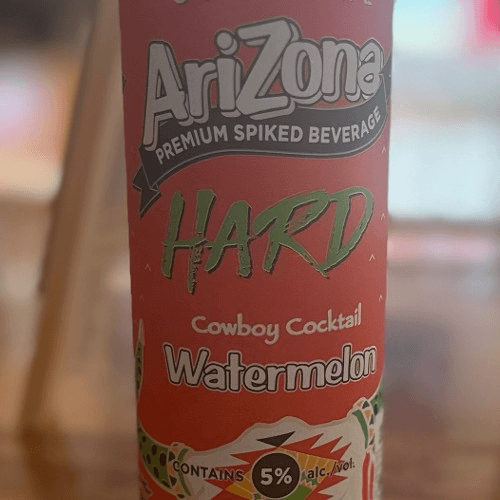 AriZona
PREMIUM SPIKED BEVERAGE
HARD
Cowboy Cocktail
Watermelon
CONTAINS 5% alc./vol.